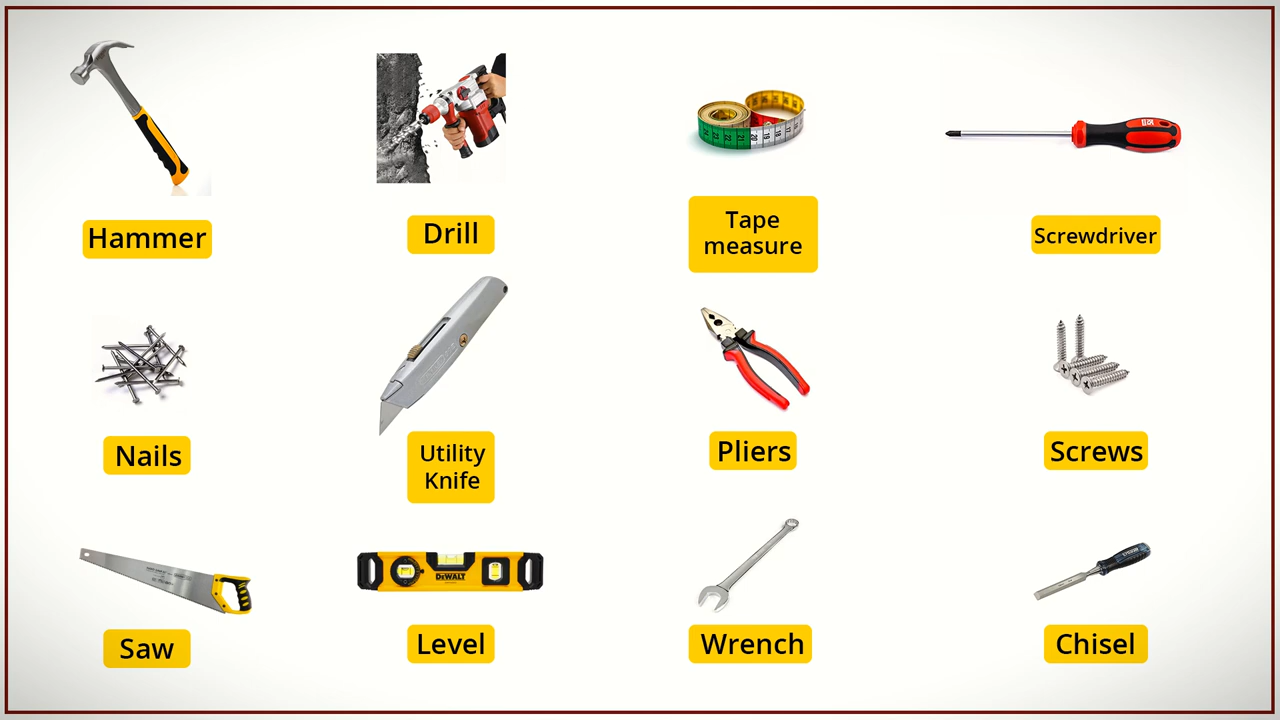 Hammer
Drill
Tape
measure
Screwdriver
Nails
Utility
Knife
Pliers
Screws
DEWALT
Saw
Level
Wrench
Chisel